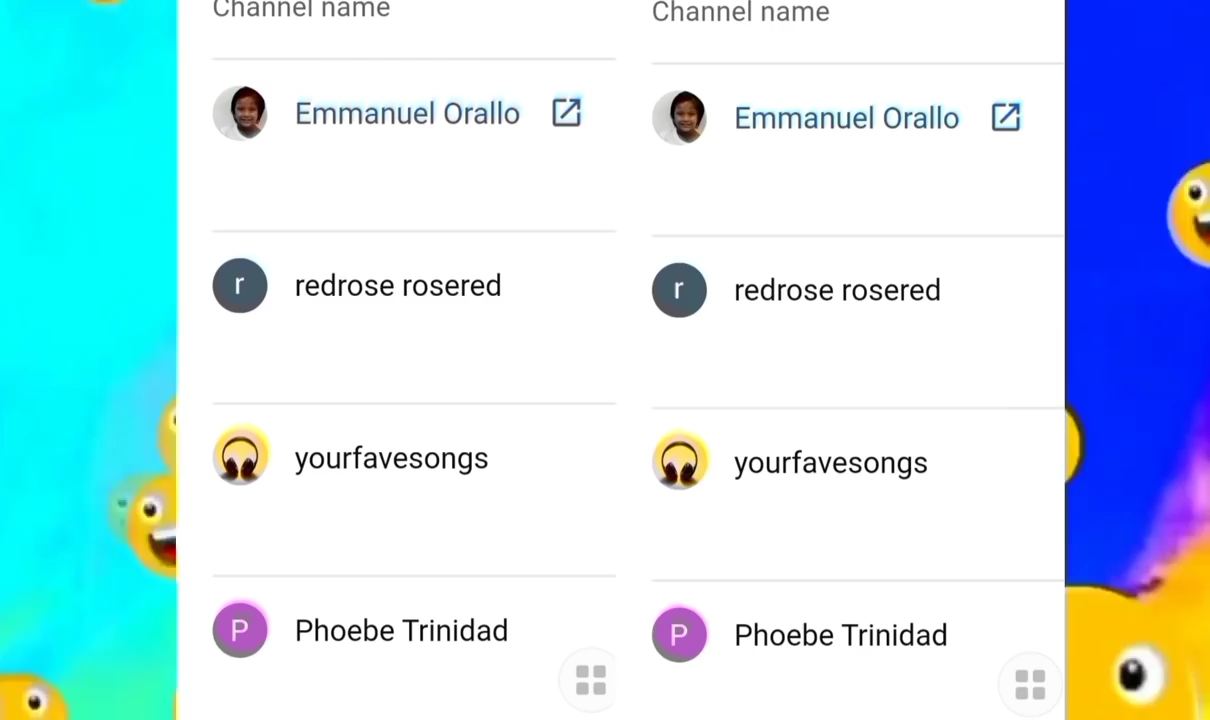 Channel name
Emmanuel Orallo
r redrose rosered
yourfavesongs
P Phoebe Trinidad
Channel name
Emmanuel Orallo
r redrose rosered
yourfavesongs
P Phoebe Trinidad